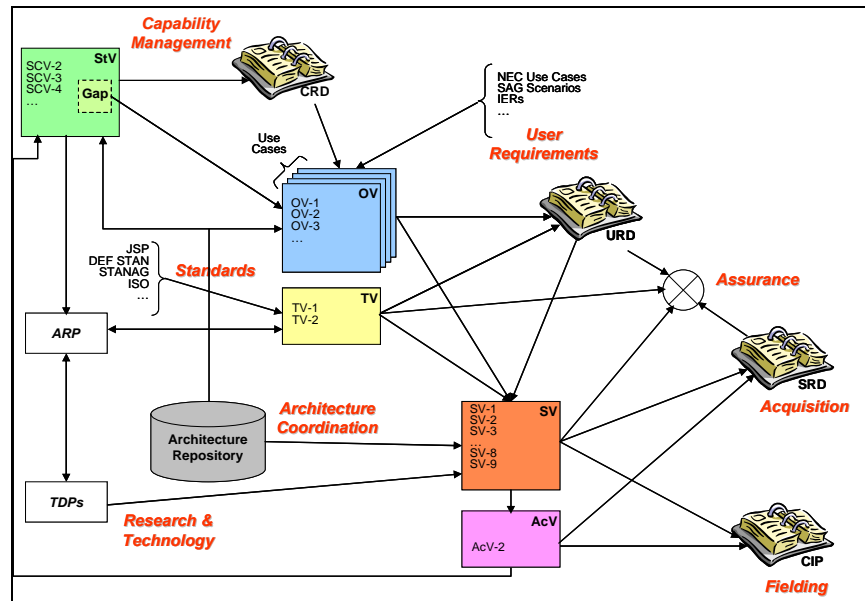 Capability
Management
StV
SCV-2
SCV-3
SCV-4
...
Gap
CRD
NEC Use Cases
SAG Scenarios
IERs
...
User
Requirements
Use
Cases
OV
OV-1
OV-2
OV-3
...
URD
JSP
DEF STAN
STANAG
ISO
...
Standards
TV
TV-1
TV-2
Assurance
ARP
SRD
Acquisition
Architecture
Coordination
Architecture
Repository
SV
SV-1
SV-2
SV-3
...
SV-8
SV-9
TDPs
Research &
Technology
AcV
AcV-2
CIP
Fielding